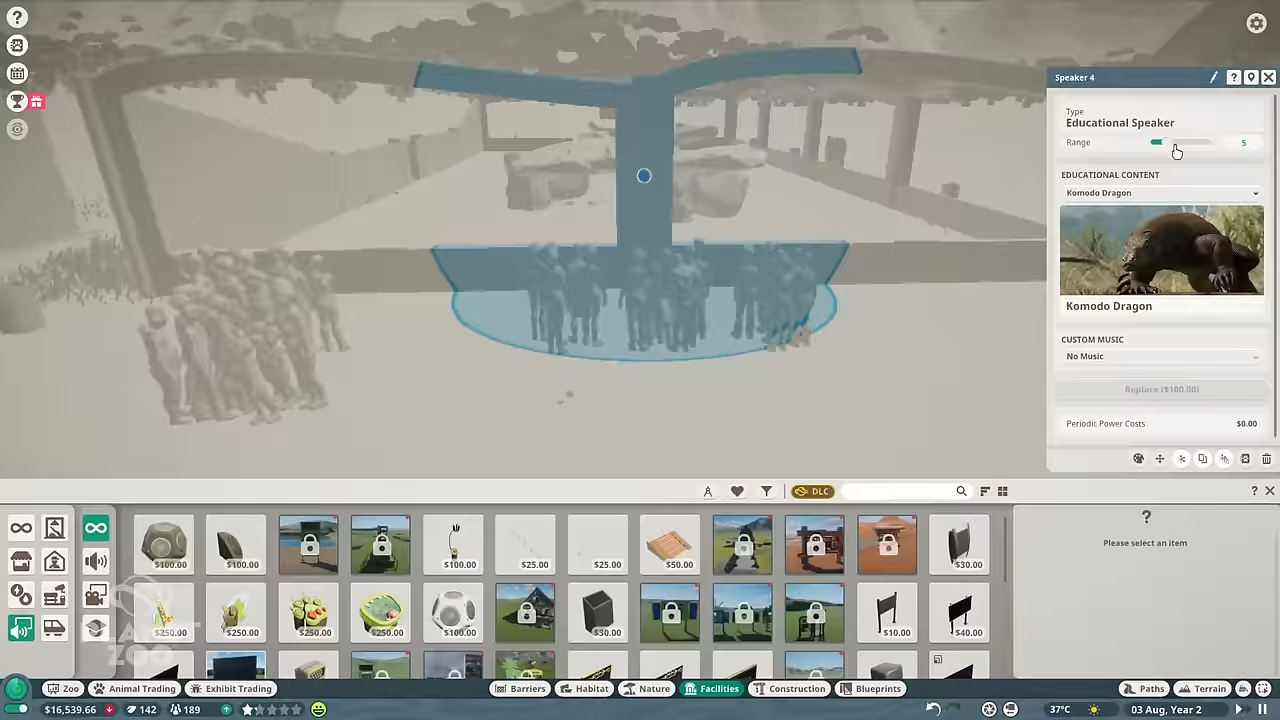 Speaker 4
?
Type
Educational Speaker
Range
5
EDUCATIONAL CONTENT
Komodo Dragon
Komodo Dragon
CUSTOM MUSIC
No Music
Replace ($100.00)
Periodic Power Costs $0.00
DLC
?
$100.00 $100.00 $100.00 $25.00 $25.00 $50.00 $30.00
$250.00 $250.00 $250.00 $250.00 $100.00 $30.00 $10.00 $40.00
?
Please select an item
ZOO
Zoo Animal Trading Exhibit Trading Barriers Habitat Nature Facilities Construction Blueprints Paths Terrain
$16,539.66 142 189 37°C 03 Aug, Year 2